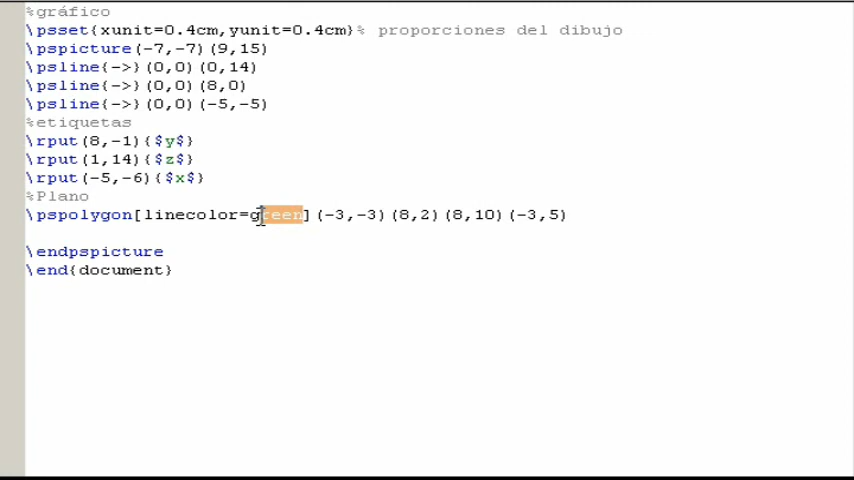 %gráfico
\psset{xunit=0.4cm,yunit=0.4cm}% proporciones del dibujo
\pspicture(-7,-7)(9,15)
\psline{->}(0,0)(0,14)
\psline{->}(0,0)(8,0)
\psline{->}(0,0)(-5,-5)
%etiquetas
\rput(8,-1){$y$}
\rput(1,14){$z$}
\rput(-5,-6){$x$}
%Plano
\pspolygon[linecolor=green](-3,-3)(8,2)(8,10)(-3,5)
\endpspicture
\end{document}